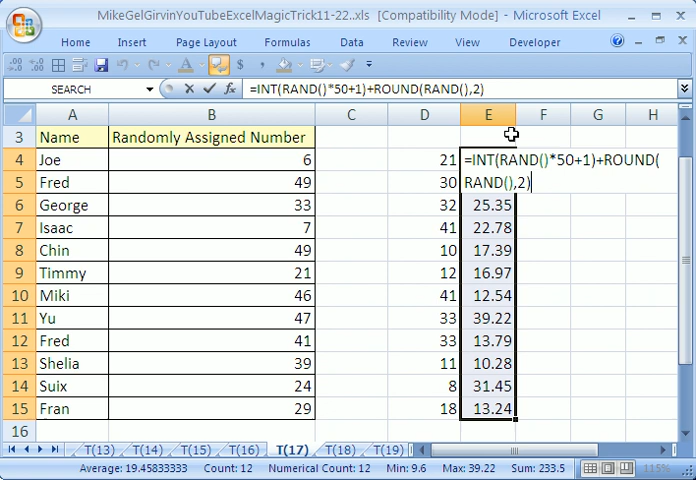 MikeGelGirvinYouTubeExcelMagicTrick11-22..xls [Compatibility Mode] - Microsoft Excel
Home Insert Page Layout Formulas Data Review View Developer
SEARCH =INT(RAND()*50+1)+ROUND(RAND(),2)
A B C D E F G H
3 Name Randomly Assigned Number
4 Joe 6 21 =INT(RAND()*50+1)+ROUND(
5 Fred 49 30 RAND(),2)
6 George 33 32 25.35
7 Isaac 7 41 22.78
8 Chin 49 10 17.39
9 Timmy 21 12 16.97
10 Miki 46 41 12.54
11 Yu 47 33 39.22
12 Fred 41 33 13.79
13 Shelia 39 11 10.28
14 Suix 24 8 31.45
15 Fran 29 18 13.24
16
T(13) T(14) T(15) T(16) T(17) T(18) T(19)
Average: 19.45833333 Count: 12 Numerical Count: 12 Min: 9.6 Max: 39.22 Sum: 233.5 115%